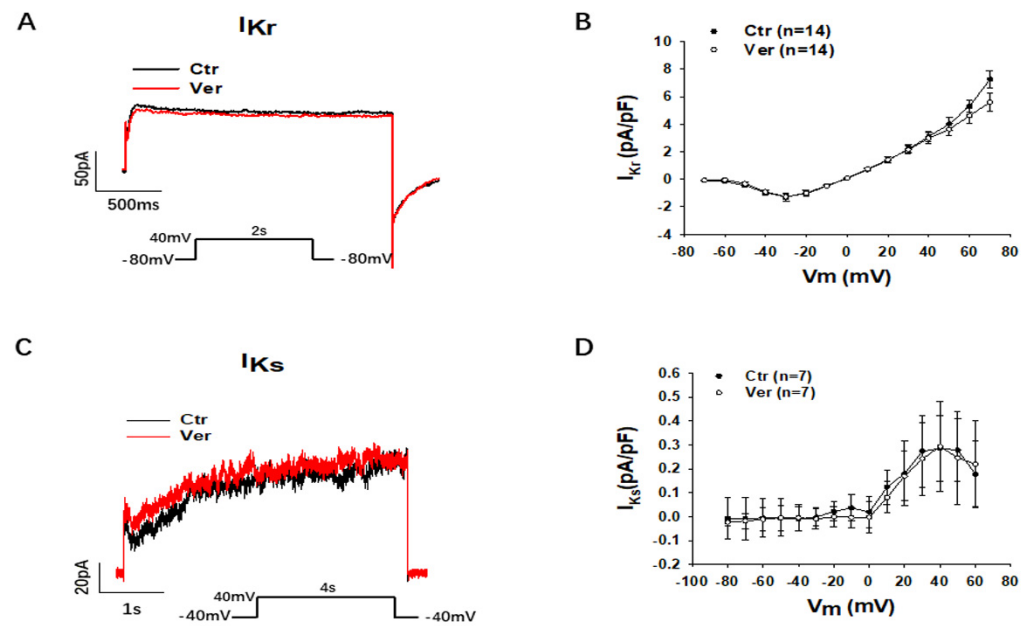 A
IKr
Ctr
Ver
50pA
500ms
40mV
2s
-80mV
-80mV
B
Ctr (n=14)
Ver (n=14)
IKr (pA/pF)
10
8
6
4
2
0
-2
-4
-80 -60 -40 -20 0 20 40 60 80
Vm (mV)
C
IKs
Ctr
Ver
20pA
1s
40mV
4s
-40mV
-40mV
D
Ctr (n=7)
Ver (n=7)
IKs(pA/pF)
0.6
0.5
0.4
0.3
0.2
0.1
0.0
-0.1
-0.2
-100 -80 -60 -40 -20 0 20 40 60 80
Vm (mV)